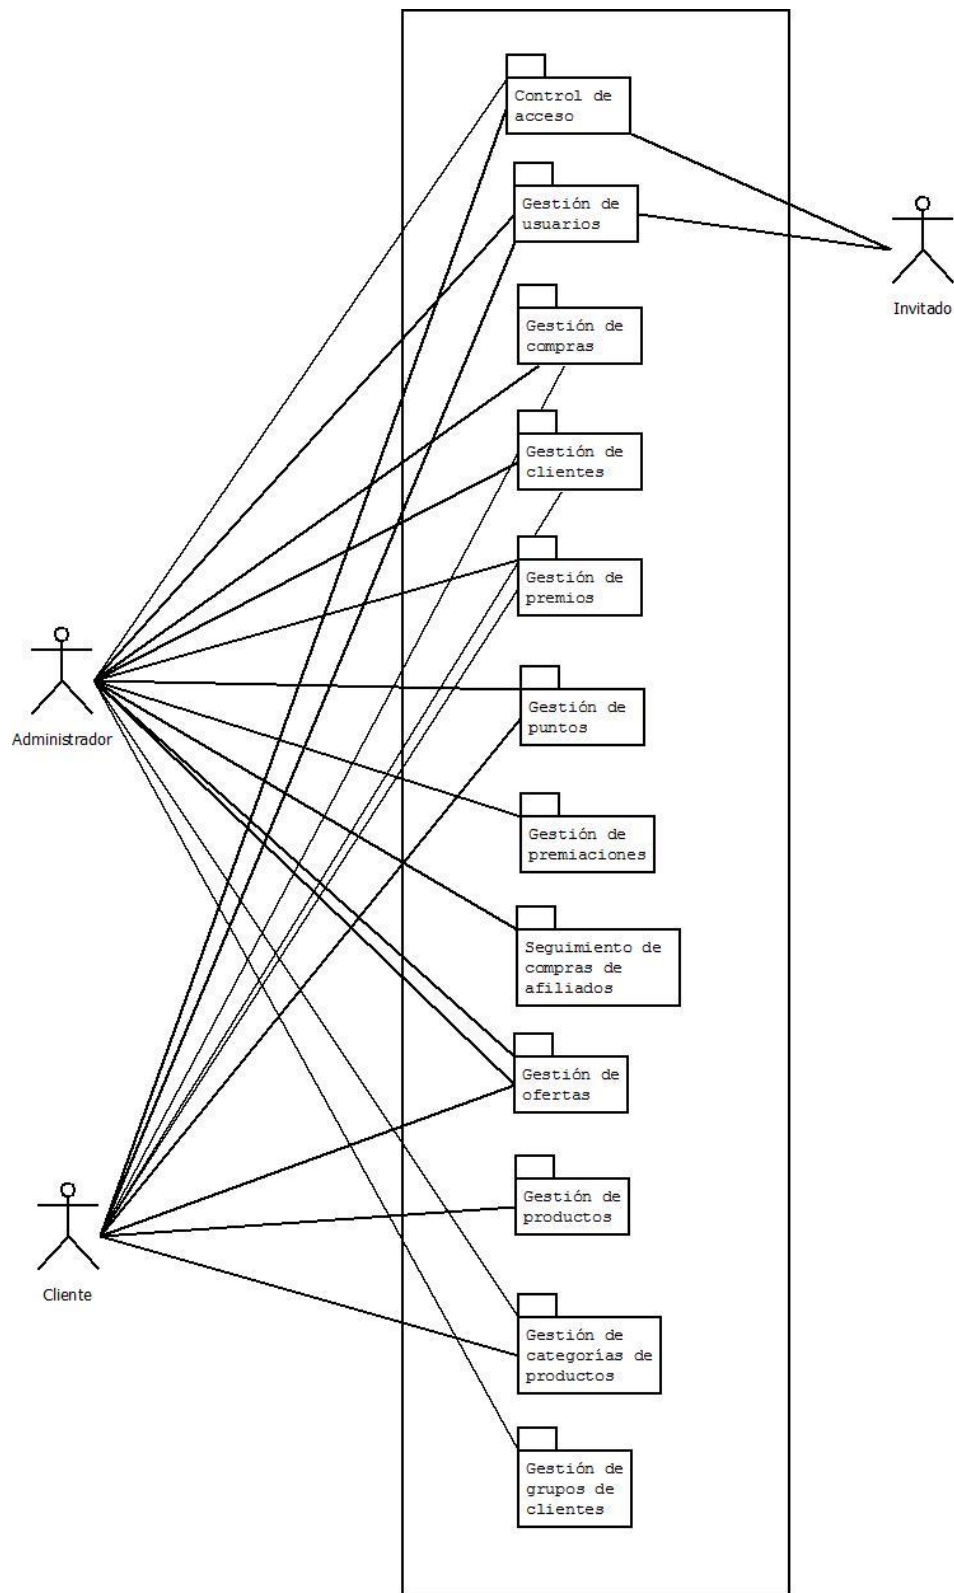 Control de
acceso
Gestión de
usuarios
Invitado
Gestión de
compras
Gestión de
clientes
Gestión de
premios
Administrador
Gestión de
puntos
Gestión de
premiaciones
Seguimiento de
compras de
afiliados
Gestión de
ofertas
Gestión de
productos
Cliente
Gestión de
categorías de
productos
Gestión de
grupos de
clientes